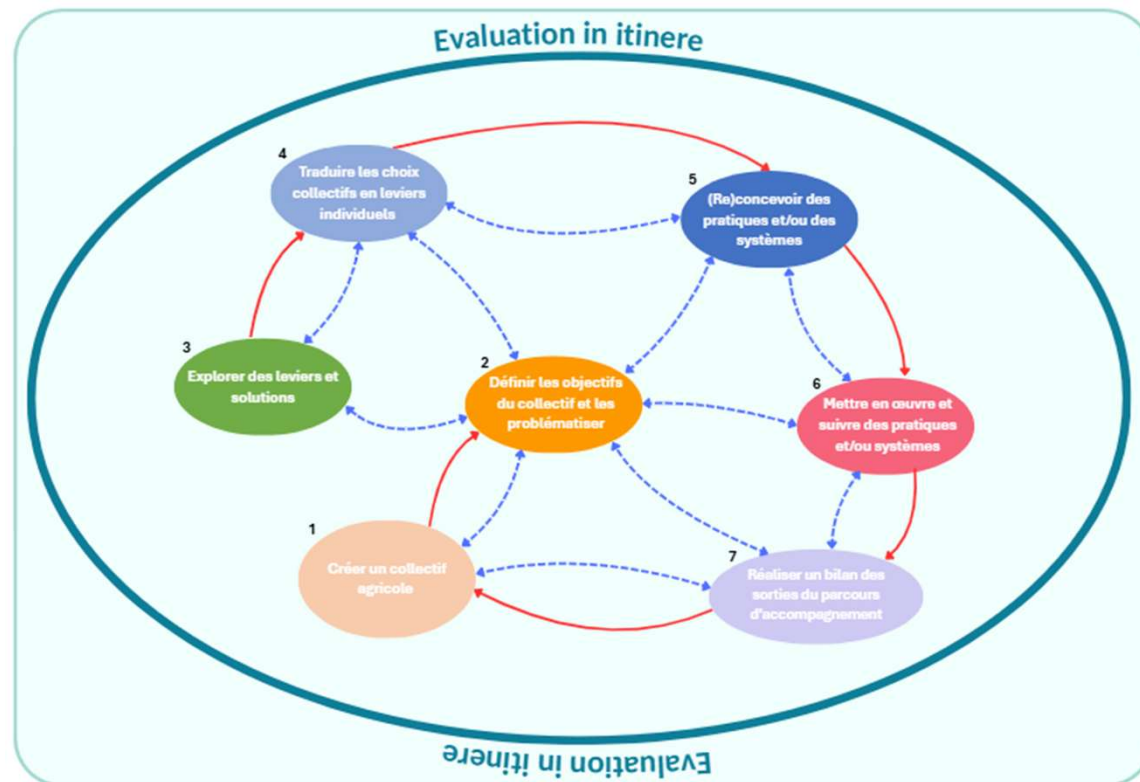 Evaluation in itinere
4
Traduire les choix
collectifs en leviers
individuels
5
(Re)concevoir des
pratiques et/ou des
systèmes
3
Explorer des leviers et
solutions
2
Définir les objectifs
du collectif et les
problématiser
6
Mettre en œuvre et
suivre des pratiques
et/ou systèmes
1
Créer un collectif
agricole
7
Réaliser un bilan des
sorties du parcours
d'accompagnement
Evaluation in itinere